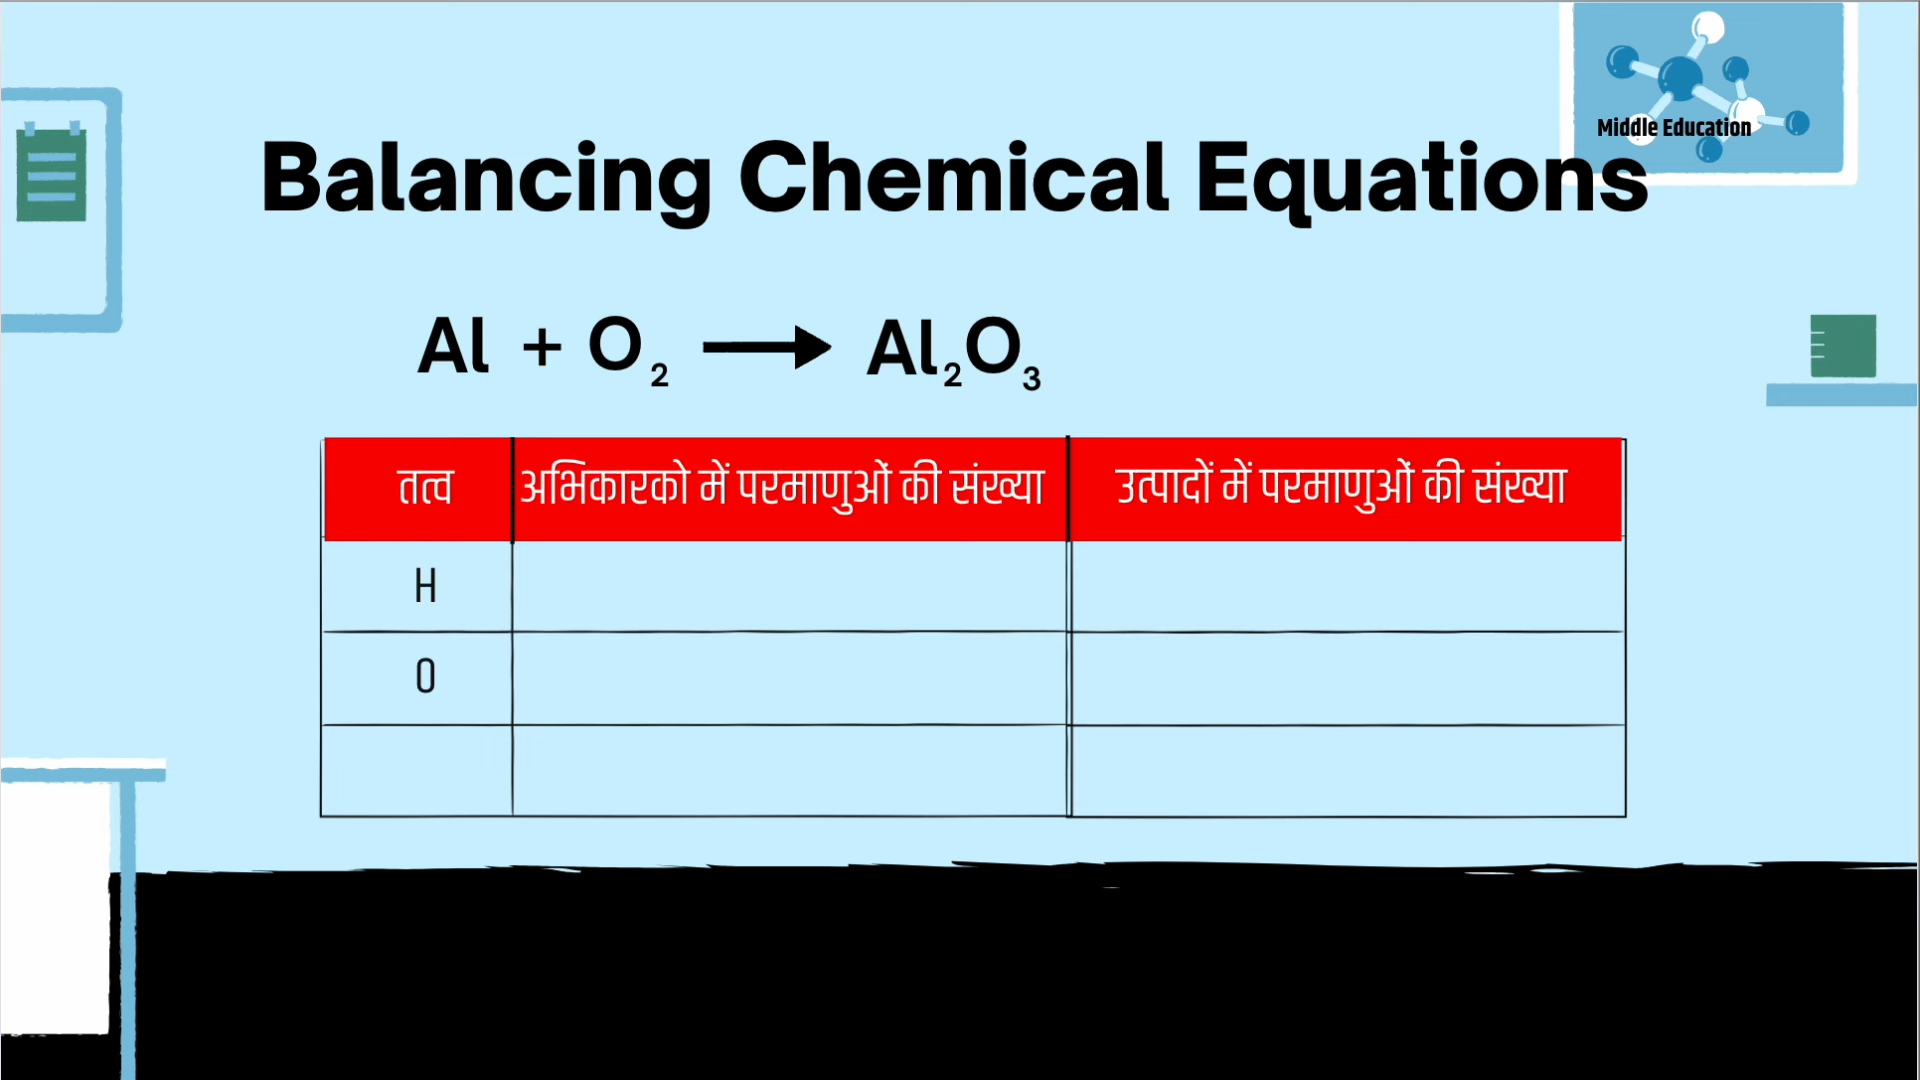 Middle Education
Balancing Chemical Equations
Al + O₂ ⟶ Al₂O₃
तत्व अभिकारको में परमाणुओं की संख्या उत्पादों में परमाणुओं की संख्या
H
O